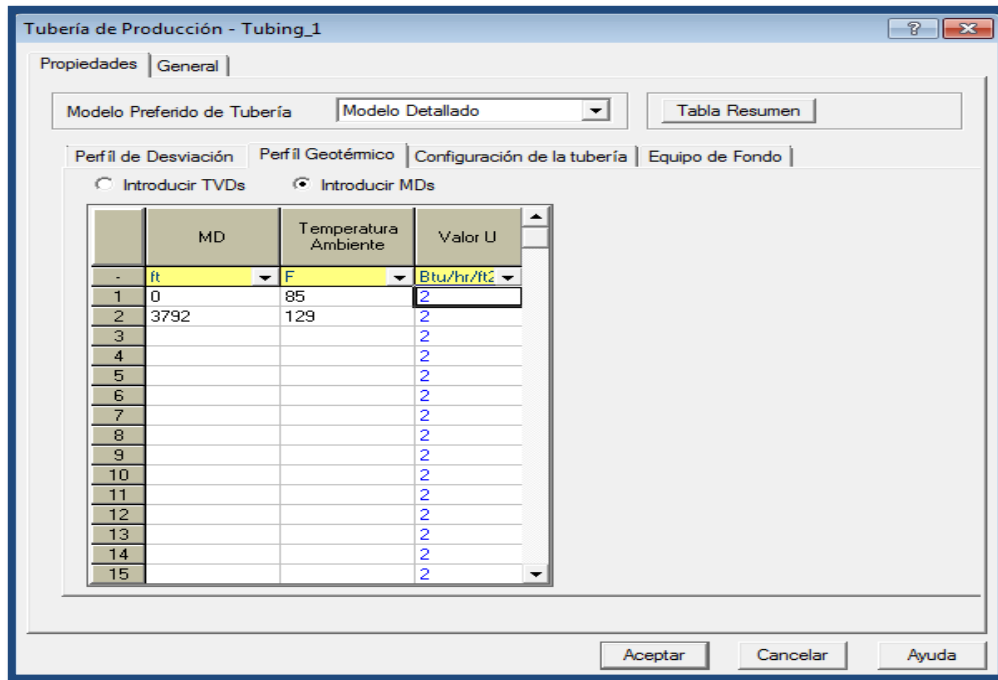 Tubería de Producción - Tubing_1
Propiedades General
Modelo Preferido de Tubería Modelo Detallado Tabla Resumen
Perfíl de Desviación Perfíl Geotérmico Configuración de la tubería Equipo de Fondo
Introducir TVDs Introducir MDs
MD Temperatura Ambiente Valor U
- ft F Btu/hr/ft2
1 0 85 2
2 3792 129 2
3 2
4 2
5 2
6 2
7 2
8 2
9 2
10 2
11 2
12 2
13 2
14 2
15 2
Aceptar Cancelar Ayuda